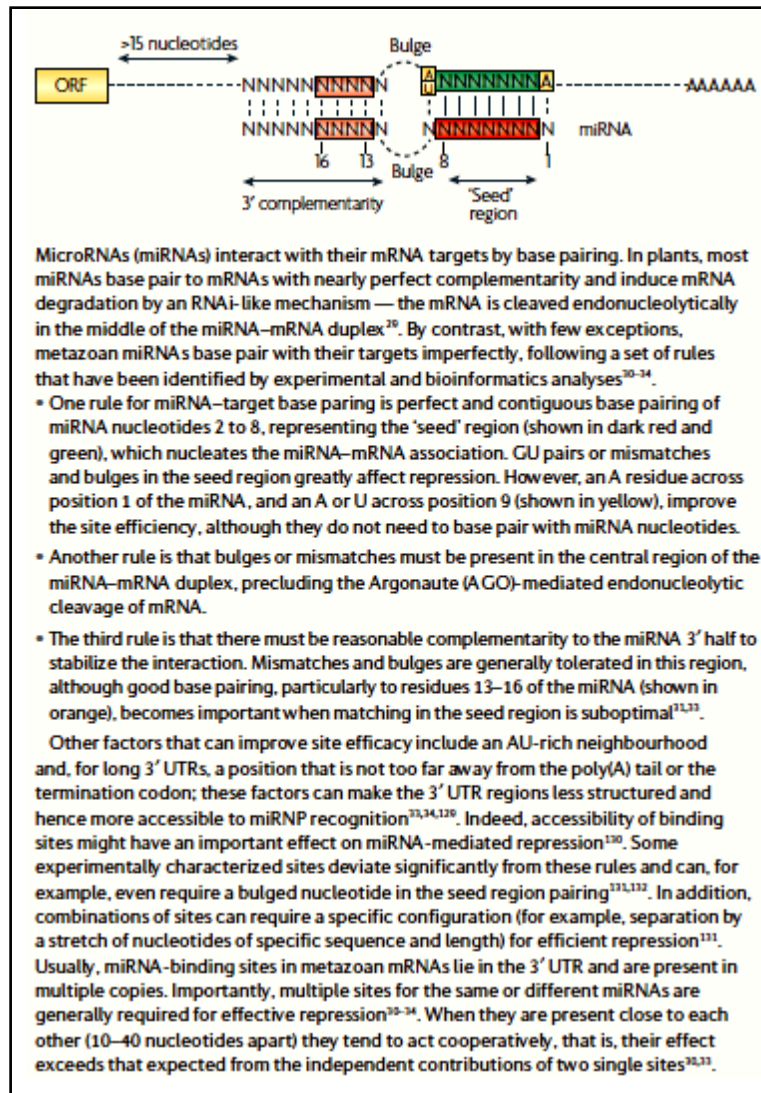 >15 nucleotides
Bulge
ORF
NNNNNNNNNN
A
U
NNNNNNN
A
AAAAAA
NNNNNNNNNN
N
NNNNNNN
N
miRNA
16
13
8
1
Bulge
3′ complementarity
‘Seed’
region
MicroRNAs (miRNAs) interact with their mRNA targets by base pairing. In plants, most
miRNAs base pair to mRNAs with nearly perfect complementarity and induce mRNA
degradation by an RNAi-like mechanism — the mRNA is cleaved endonucleolytically
in the middle of the miRNA–mRNA duplex²⁹. By contrast, with few exceptions,
metazoan miRNAs base pair with their targets imperfectly, following a set of rules
that have been identified by experimental and bioinformatics analyses³⁰⁻³⁴.
• One rule for miRNA–target base paring is perfect and contiguous base pairing of
miRNA nucleotides 2 to 8, representing the ‘seed’ region (shown in dark red and
green), which nucleates the miRNA–mRNA association. GU pairs or mismatches
and bulges in the seed region greatly affect repression. However, an A residue across
position 1 of the miRNA, and an A or U across position 9 (shown in yellow), improve
the site efficiency, although they do not need to base pair with miRNA nucleotides.
• Another rule is that bulges or mismatches must be present in the central region of the
miRNA–mRNA duplex, precluding the Argonaute (AGO)-mediated endonucleolytic
cleavage of mRNA.
• The third rule is that there must be reasonable complementarity to the miRNA 3′ half to
stabilize the interaction. Mismatches and bulges are generally tolerated in this region,
although good base pairing, particularly to residues 13–16 of the miRNA (shown in
orange), becomes important when matching in the seed region is suboptimal³¹,³³.
Other factors that can improve site efficacy include an AU-rich neighbourhood
and, for long 3′ UTRs, a position that is not too far away from the poly(A) tail or the
termination codon; these factors can make the 3′ UTR regions less structured and
hence more accessible to miRNP recognition³³,³⁴,¹²⁹. Indeed, accessibility of binding
sites might have an important effect on miRNA-mediated repression¹³⁰. Some
experimentally characterized sites deviate significantly from these rules and can, for
example, even require a bulged nucleotide in the seed region pairing¹³¹,¹³². In addition,
combinations of sites can require a specific configuration (for example, separation by
a stretch of nucleotides of specific sequence and length) for efficient repression¹³¹.
Usually, miRNA-binding sites in metazoan mRNAs lie in the 3′ UTR and are present in
multiple copies. Importantly, multiple sites for the same or different miRNAs are
generally required for effective repression³⁰⁻³⁴. When they are present close to each
other (10–40 nucleotides apart) they tend to act cooperatively, that is, their effect
exceeds that expected from the independent contributions of two single sites³⁰,³³.